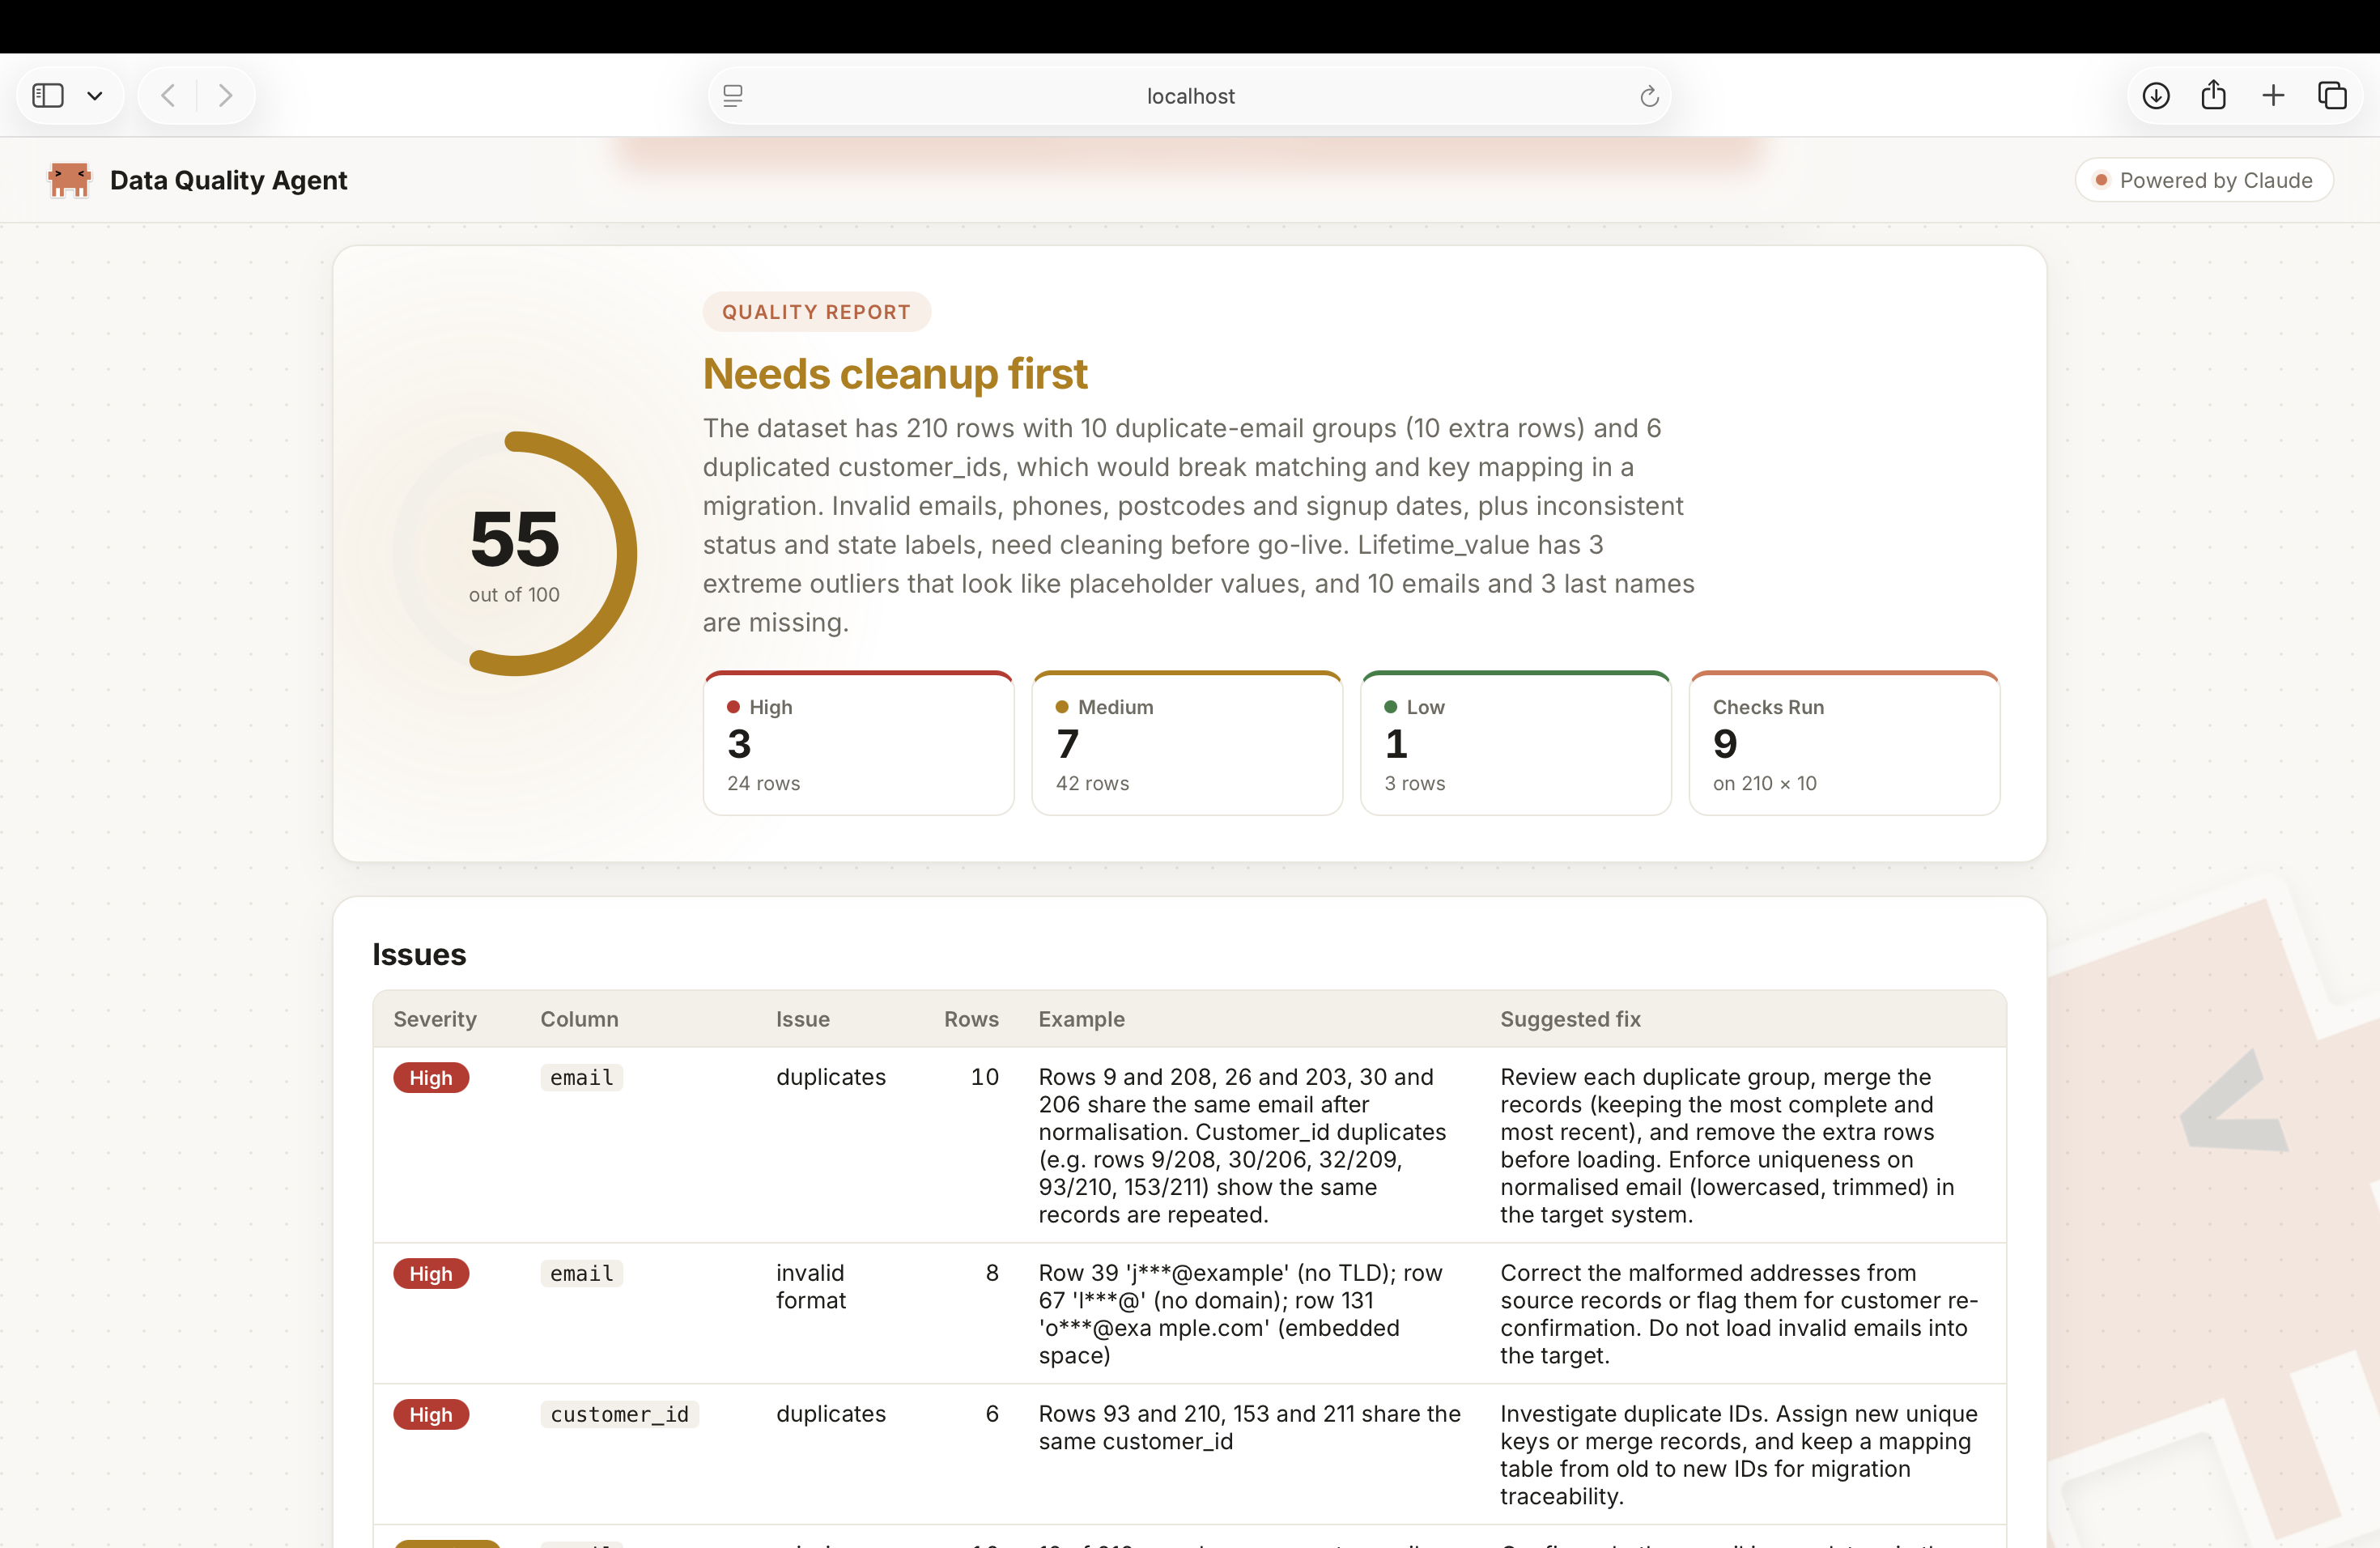 localhost
Data Quality Agent
Powered by Claude
QUALITY REPORT
Needs cleanup first
The dataset has 210 rows with 10 duplicate-email groups (10 extra rows) and 6
duplicated customer_ids, which would break matching and key mapping in a
migration. Invalid emails, phones, postcodes and signup dates, plus inconsistent
status and state labels, need cleaning before go-live. Lifetime_value has 3
extreme outliers that look like placeholder values, and 10 emails and 3 last names
are missing.
55
out of 100
High
3
24 rows
Medium
7
42 rows
Low
1
3 rows
Checks Run
9
on 210 × 10
Issues
Severity Column Issue Rows Example Suggested fix
High email duplicates 10
Rows 9 and 208, 26 and 203, 30 and
206 share the same email after
normalisation. Customer_id duplicates
(e.g. rows 9/208, 30/206, 32/209,
93/210, 153/211) show the same
records are repeated.
Review each duplicate group, merge the
records (keeping the most complete and
most recent), and remove the extra rows
before loading. Enforce uniqueness on
normalised email (lowercased, trimmed) in
the target system.
High email invalid
format
8
Row 39 'j***@example' (no TLD); row
67 'l***@' (no domain); row 131
'o***@exa mple.com' (embedded
space)
Correct the malformed addresses from
source records or flag them for customer re-
confirmation. Do not load invalid emails into
the target.
High customer_id duplicates 6
Rows 93 and 210, 153 and 211 share the
same customer_id
Investigate duplicate IDs. Assign new unique
keys or merge records, and keep a mapping
table from old to new IDs for migration
traceability.